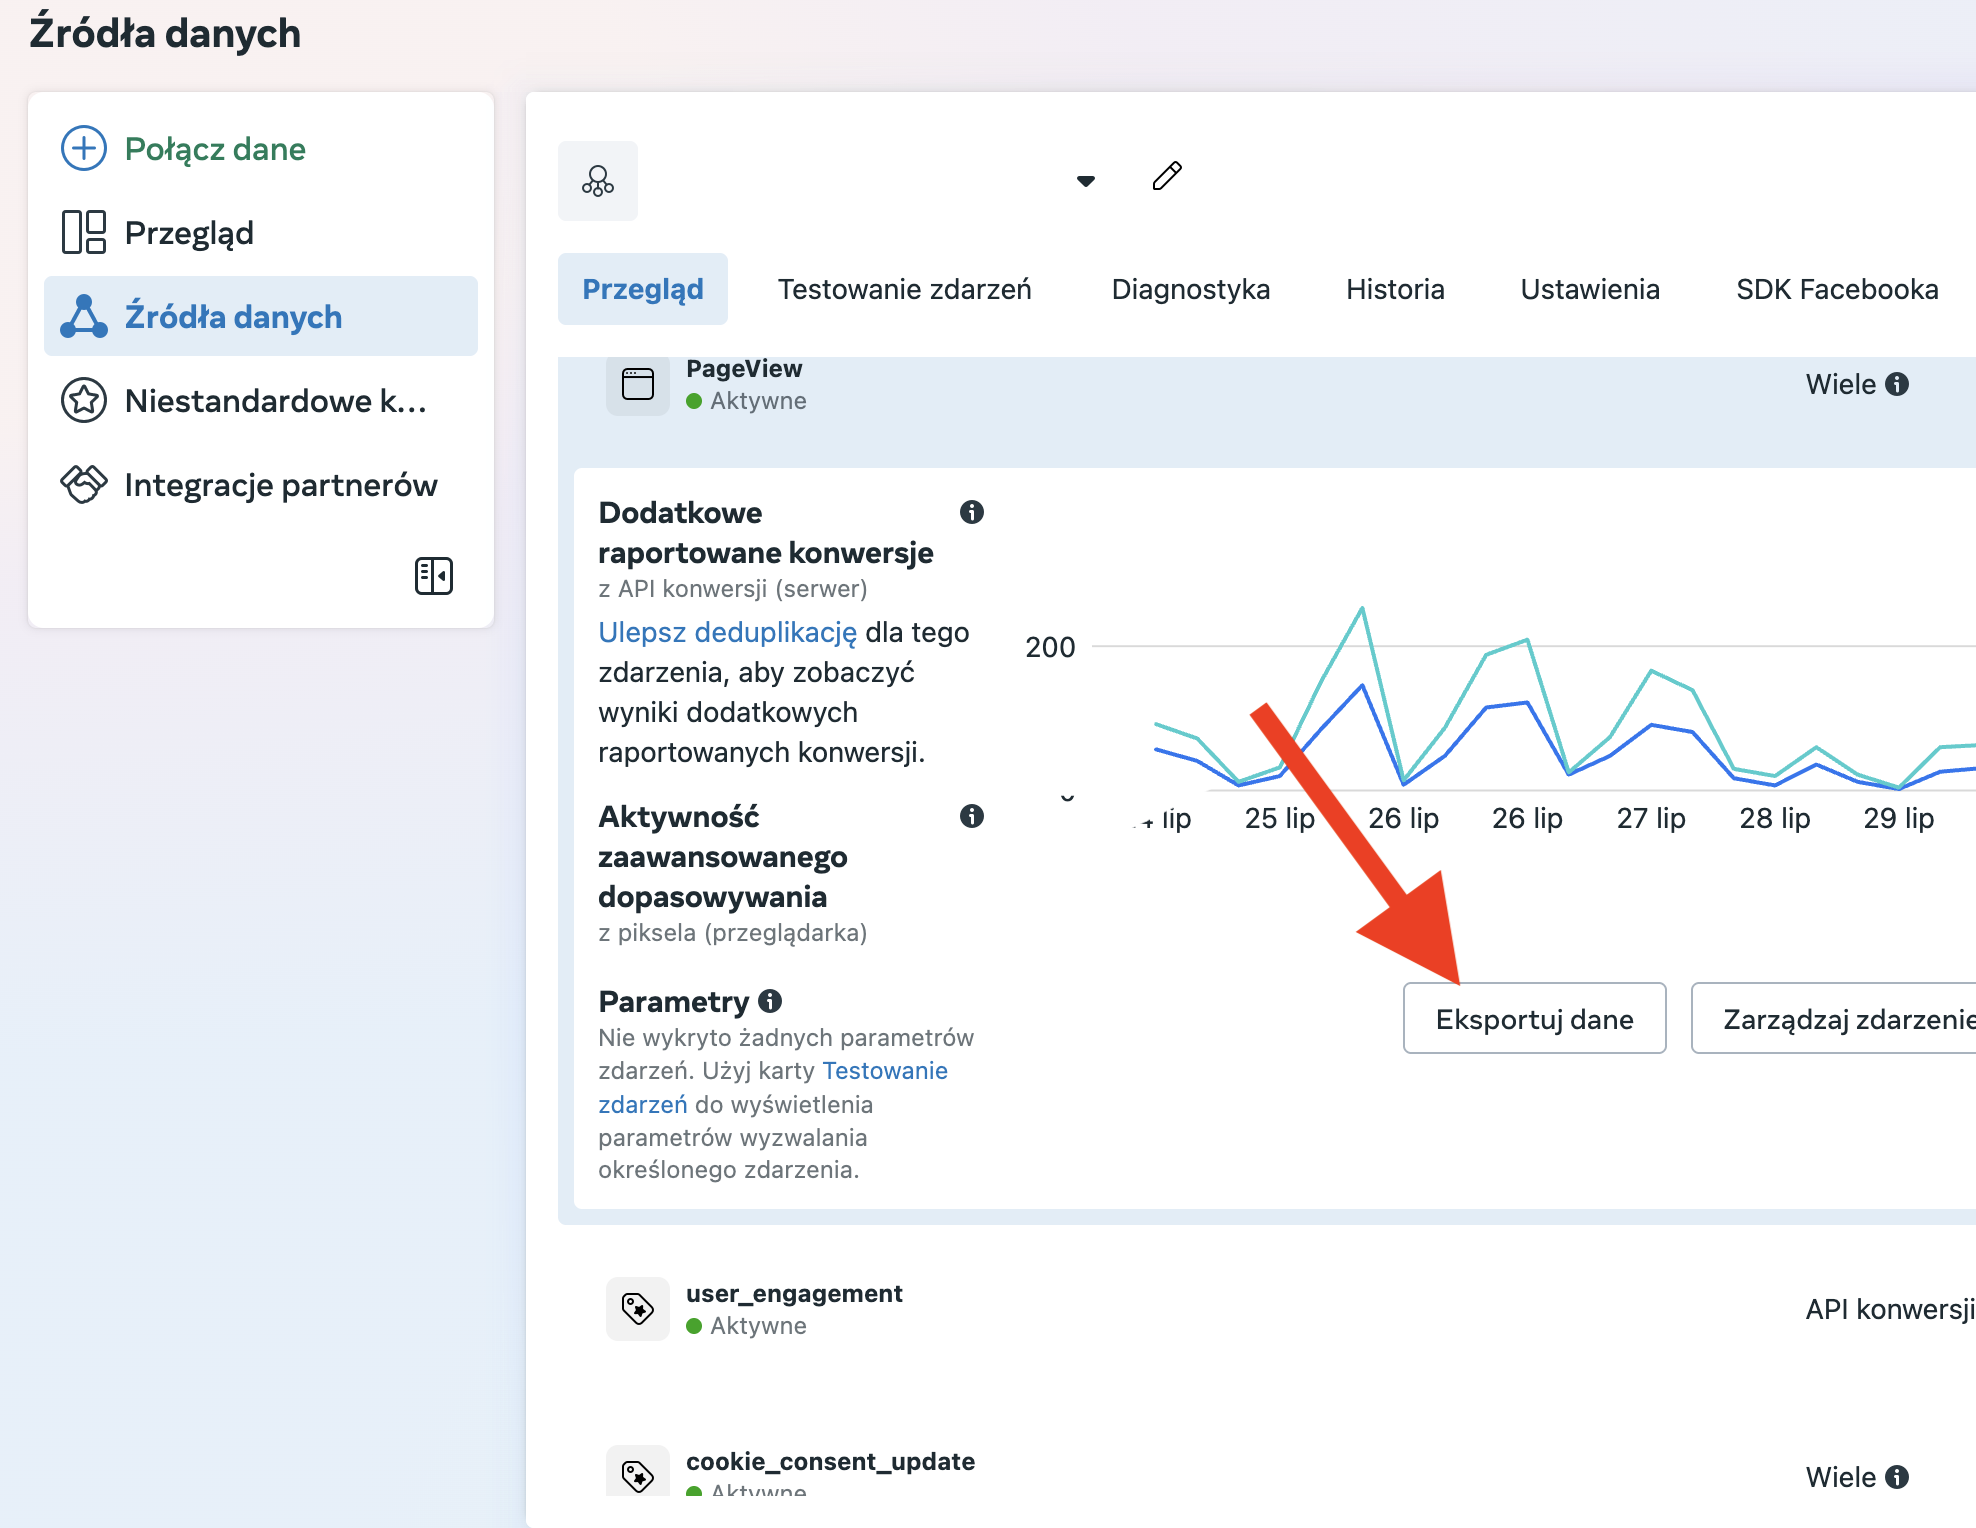 Źródła danych
Połącz dane
Przegląd
Źródła danych
Niestandardowe k...
Integracje partnerów
Przegląd
Testowanie zdarzeń
Diagnostyka
Historia
Ustawienia
SDK Facebooka
PageView
Aktywne
Wiele
Dodatkowe
raportowane konwersje
z API konwersji (serwer)
Ulepsz deduplikację dla tego
zdarzenia, aby zobaczyć
wyniki dodatkowych
raportowanych konwersji.
Aktywność
zaawansowanego
dopasowywania
z piksela (przeglądarka)
Parametry
Nie wykryto żadnych parametrów
zdarzeń. Użyj karty Testowanie
zdarzeń do wyświetlenia
parametrów wyzwalania
określonego zdarzenia.
200
lip
25 lip
26 lip
26 lip
27 lip
28 lip
29 lip
Eksportuj dane
Zarządzaj zdarzenie
user_engagement
Aktywne
API konwersji
cookie_consent_update
Aktywne
Wiele